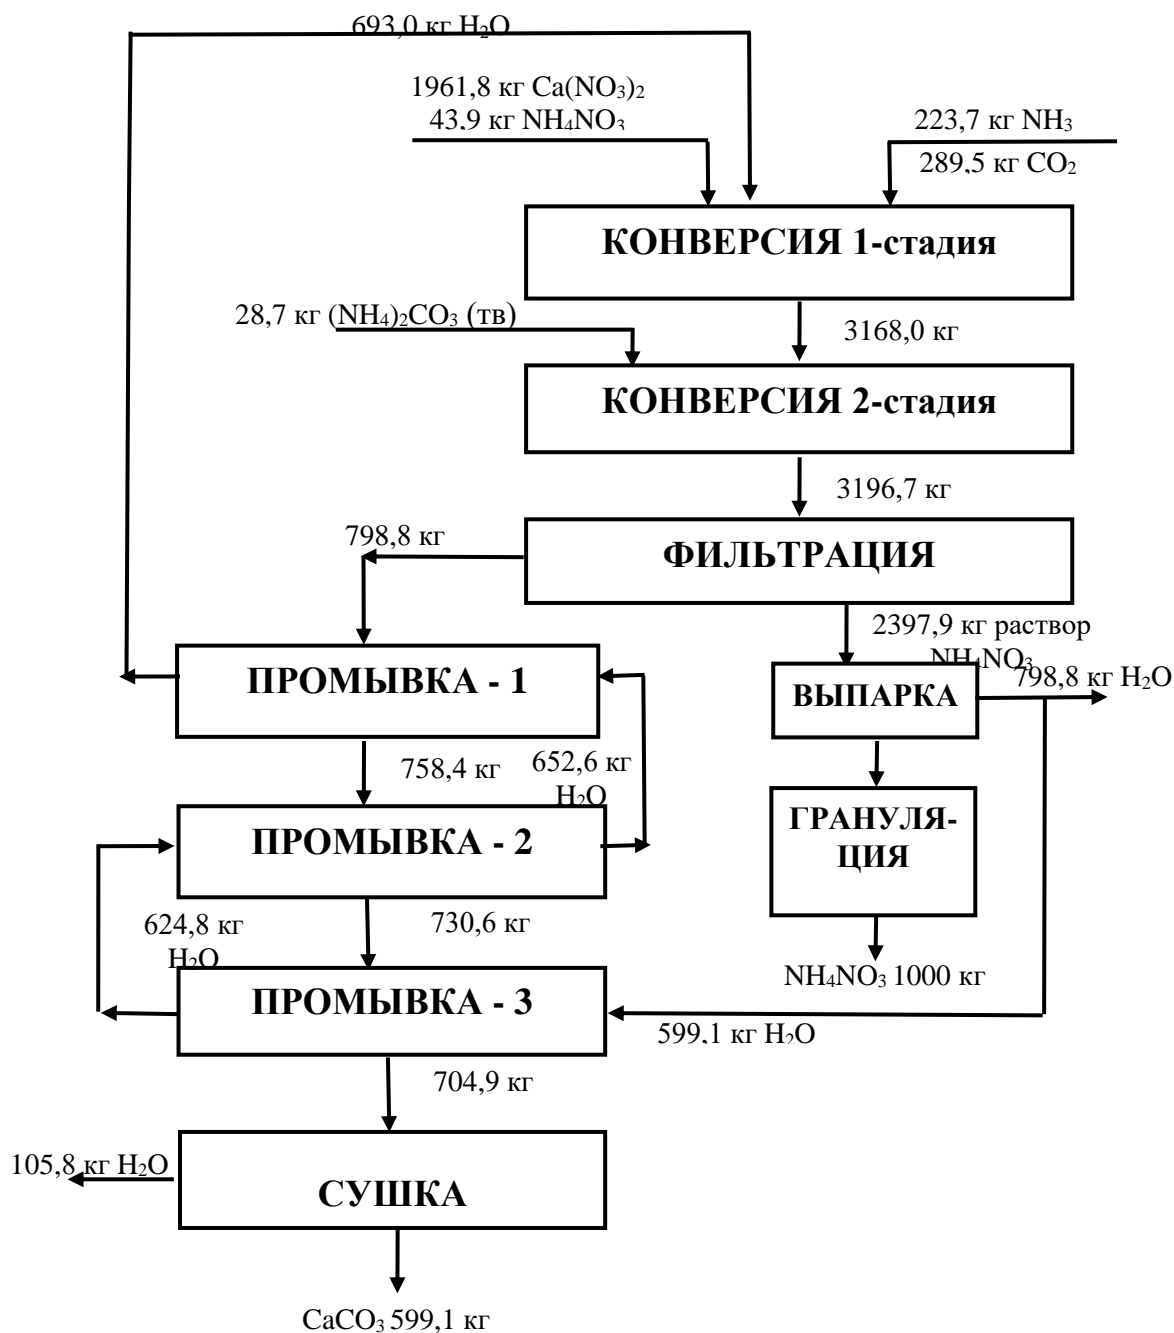 693,0 кг H₂O
1961,8 кг Ca(NO₃)₂
43,9 кг NH₄NO₃
223,7 кг NH₃
289,5 кг CO₂
КОНВЕРСИЯ 1-стадия
28,7 кг (NH₄)₂CO₃ (тв)
3168,0 кг
КОНВЕРСИЯ 2-стадия
3196,7 кг
798,8 кг
ФИЛЬТРАЦИЯ
2397,9 кг раствор
NH₄NO₃
ПРОМЫВКА - 1
ВЫПАРКА
798,8 кг H₂O
758,4 кг
652,6 кг
H₂O
ПРОМЫВКА - 2
ГРАНУЛЯ-
ЦИЯ
624,8 кг
H₂O
730,6 кг
NH₄NO₃ 1000 кг
ПРОМЫВКА - 3
599,1 кг H₂O
704,9 кг
105,8 кг H₂O
СУШКА
CaCO₃ 599,1 кг